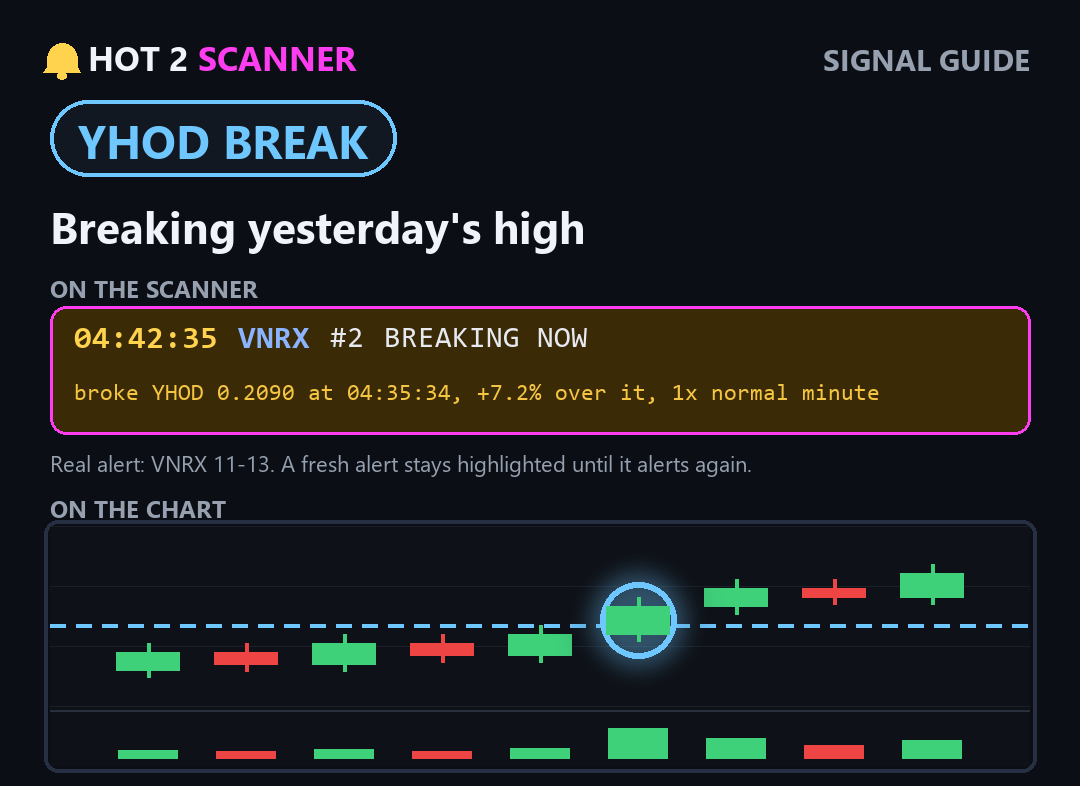 HOT 2 SCANNER
SIGNAL GUIDE
YHOD BREAK
Breaking yesterday's high
ON THE SCANNER
04:42:35 VNRX #2 BREAKING NOW
broke YHOD 0.2090 at 04:35:34, +7.2% over it, 1x normal minute
Real alert: VNRX 11-13. A fresh alert stays highlighted until it alerts again.
ON THE CHART